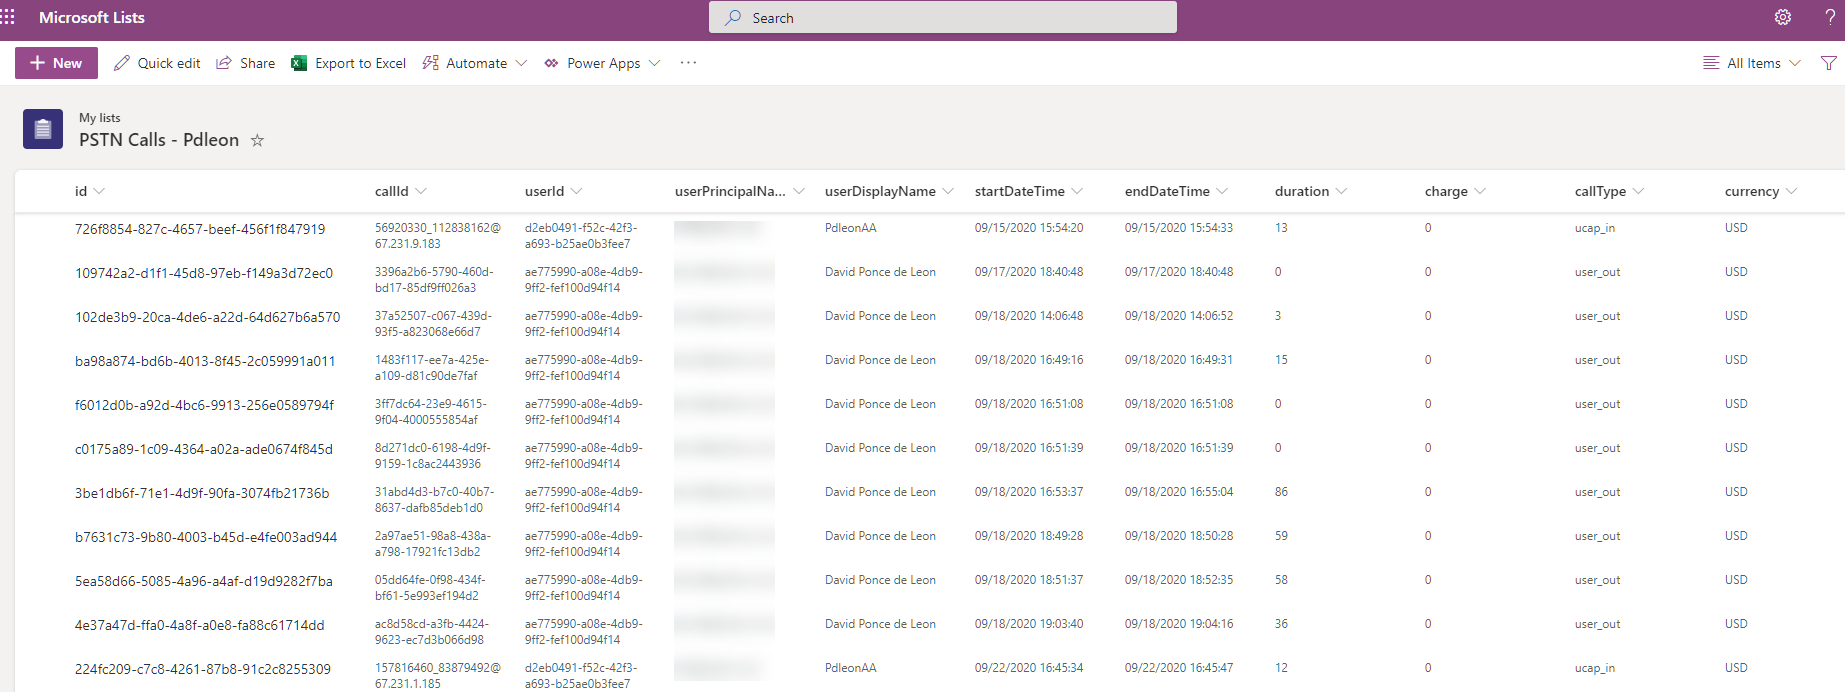 Microsoft Lists
Search
?
New
Quick edit
Share
Export to Excel
Automate
Power Apps
...
All Items
My lists
PSTN Calls - Pdleon
id callId userId userPrincipalNa... userDisplayName startDateTime endDateTime duration charge callType currency
726f8854-827c-4657-beef-456f1f847919 56920330_112838162@ d2eb0491-f52c-42f3- PdleonAA 09/15/2020 15:54:20 09/15/2020 15:54:33 13 0 ucap_in USD
67.231.9.183 a693-b25ae0b3fee7
109742a2-d1f1-45d8-97eb-f149a3d72ec0 3396a2b6-5790-460d- ae775990-a08e-4db9- David Ponce de Leon 09/17/2020 18:40:48 09/17/2020 18:40:48 0 0 user_out USD
bd17-85df9ff026a3 9ff2-fef100d94f14
102de3b9-20ca-4de6-a22d-64d627b6a570 37a52507-c067-439d- ae775990-a08e-4db9- David Ponce de Leon 09/18/2020 14:06:48 09/18/2020 14:06:52 3 0 user_out USD
93f5-a823068e66d7 9ff2-fef100d94f14
ba98a874-bd6b-4013-8f45-2c059991a011 1483f117-ee7a-425e- ae775990-a08e-4db9- David Ponce de Leon 09/18/2020 16:49:16 09/18/2020 16:49:31 15 0 user_out USD
a109-d81c90de7faf 9ff2-fef100d94f14
f6012d0b-a92d-4bc6-9913-256e0589794f 3ff7dc64-23e9-4615- ae775990-a08e-4db9- David Ponce de Leon 09/18/2020 16:51:08 09/18/2020 16:51:08 0 0 user_out USD
9f04-4000555854af 9ff2-fef100d94f14
c0175a89-1c09-4364-a02a-ade0674f845d 8d271dc0-6198-4d9f- ae775990-a08e-4db9- David Ponce de Leon 09/18/2020 16:51:39 09/18/2020 16:51:39 0 0 user_out USD
9159-1c8ac2443936 9ff2-fef100d94f14
3be1db6f-71e1-4d9f-90fa-3074fb21736b 31abd4d3-b7c0-40b7- ae775990-a08e-4db9- David Ponce de Leon 09/18/2020 16:53:37 09/18/2020 16:55:04 86 0 user_out USD
8637-dafb85deb1d0 9ff2-fef100d94f14
b7631c73-9b80-4003-b45d-e4fe003ad944 2a97ae51-98a8-438a- ae775990-a08e-4db9- David Ponce de Leon 09/18/2020 18:49:28 09/18/2020 18:50:28 59 0 user_out USD
a798-17921fc13db2 9ff2-fef100d94f14
5ea58d66-5085-4a96-a4af-d19d9282f7ba 05dd64fe-0f98-434f- ae775990-a08e-4db9- David Ponce de Leon 09/18/2020 18:51:37 09/18/2020 18:52:35 58 0 user_out USD
bf61-5e993ef194d2 9ff2-fef100d94f14
4e37a47d-ffa0-4a8f-a0e8-fa88c61714dd ac8d58cd-a3fb-4424- ae775990-a08e-4db9- David Ponce de Leon 09/18/2020 19:03:40 09/18/2020 19:04:16 36 0 user_out USD
9623-ec7d3b066d98 9ff2-fef100d94f14
224fc209-c7c8-4261-87b8-91c2c8255309 157816460_83879492@ d2eb0491-f52c-42f3- PdleonAA 09/22/2020 16:45:34 09/22/2020 16:45:47 12 0 ucap_in USD
67.231.1.185 a693-b25ae0b3fee7